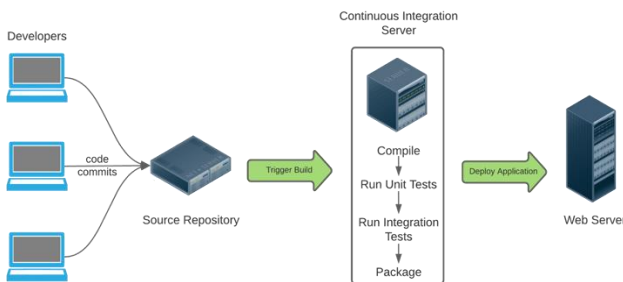 Developers
code
commits
Source Repository
Trigger Build
Continuous Integration
Server
Compile
Run Unit Tests
Run Integration
Tests
Package
Deploy Application
Web Server